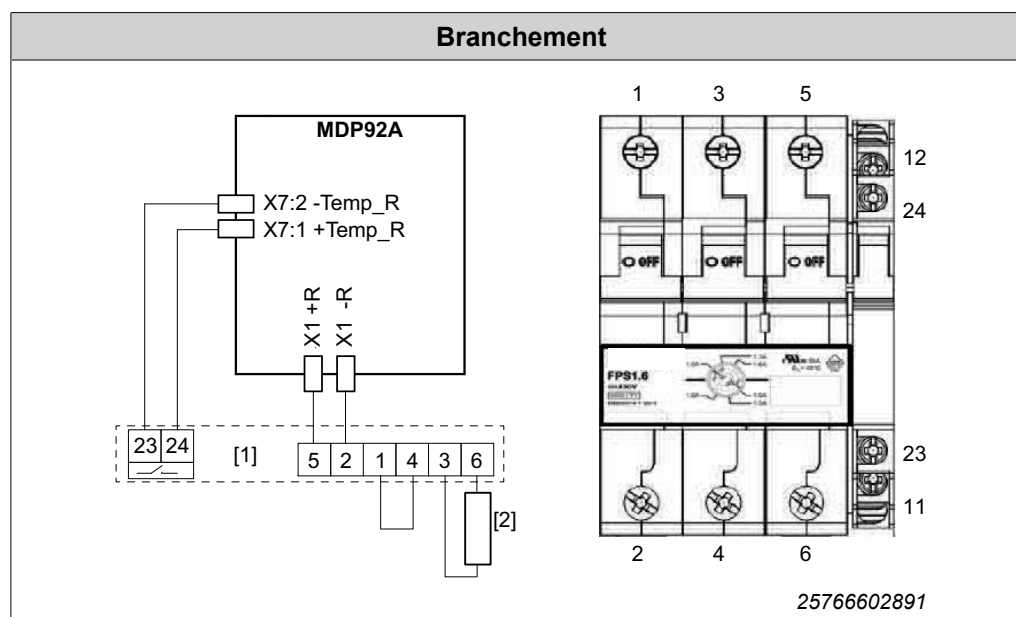 Branchement
MDP92A
X7:2 -Temp_R
X7:1 +Temp_R
X1 +R
X1 -R
23 24
[1]
5 2 1 4 3 6
[2]
1 3 5
12
24
OFF OFF OFF
FPS1.6
23
11
2 4 6
25766602891